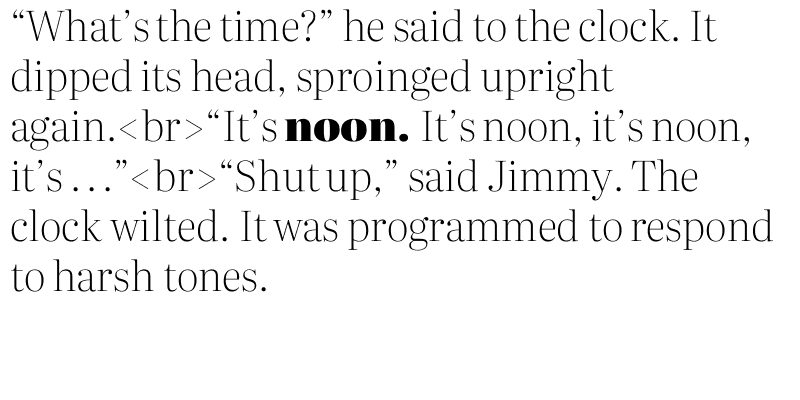 “What’s the time?” he said to the clock. It
dipped its head, sproinged upright
again.<br>“It’s noon. It’s noon, it’s noon,
it’s . . .”<br>“Shut up,” said Jimmy. The
clock wilted. It was programmed to respond
to harsh tones.